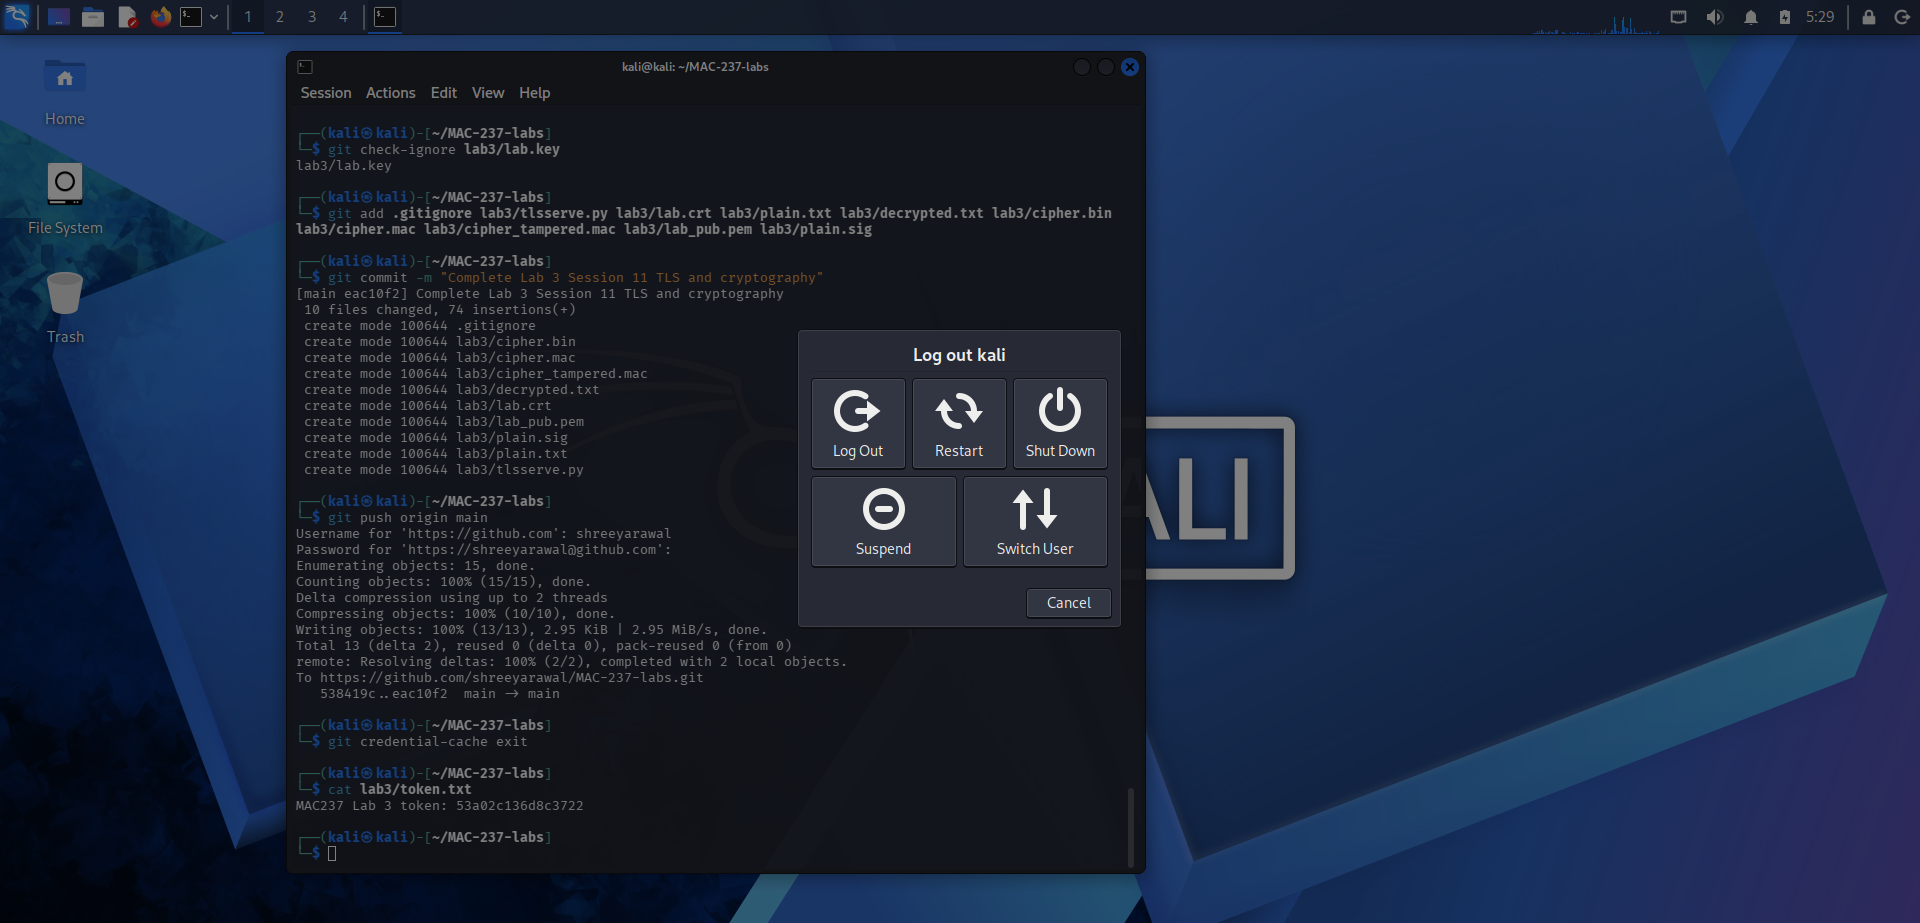 1 2 3 4
5:29
Home
File System
Trash
kali@kali: ~/MAC-237-labs
Session Actions Edit View Help
┌──(kali㉿kali)-[~/MAC-237-labs]
└─$ git check-ignore lab3/lab.key
lab3/lab.key
┌──(kali㉿kali)-[~/MAC-237-labs]
└─$ git add .gitignore lab3/tlsserve.py lab3/lab.crt lab3/plain.txt lab3/decrypted.txt lab3/cipher.bin
lab3/cipher.mac lab3/cipher_tampered.mac lab3/lab_pub.pem lab3/plain.sig
┌──(kali㉿kali)-[~/MAC-237-labs]
└─$ git commit -m "Complete Lab 3 Session 11 TLS and cryptography"
[main eac10f2] Complete Lab 3 Session 11 TLS and cryptography
10 files changed, 74 insertions(+)
create mode 100644 .gitignore
create mode 100644 lab3/cipher.bin
create mode 100644 lab3/cipher.mac
create mode 100644 lab3/cipher_tampered.mac
create mode 100644 lab3/decrypted.txt
create mode 100644 lab3/lab.crt
create mode 100644 lab3/lab_pub.pem
create mode 100644 lab3/plain.sig
create mode 100644 lab3/plain.txt
create mode 100644 lab3/tlsserve.py
┌──(kali㉿kali)-[~/MAC-237-labs]
└─$ git push origin main
Username for 'https://github.com': shreeyarawal
Password for 'https://shreeyarawal@github.com':
Enumerating objects: 15, done.
Counting objects: 100% (15/15), done.
Delta compression using up to 2 threads
Compressing objects: 100% (10/10), done.
Writing objects: 100% (13/13), 2.95 KiB | 2.95 MiB/s, done.
Total 13 (delta 2), reused 0 (delta 0), pack-reused 0 (from 0)
remote: Resolving deltas: 100% (2/2), completed with 2 local objects.
To https://github.com/shreeyarawal/MAC-237-labs.git
538419c..eac10f2 main -> main
┌──(kali㉿kali)-[~/MAC-237-labs]
└─$ git credential-cache exit
┌──(kali㉿kali)-[~/MAC-237-labs]
└─$ cat lab3/token.txt
MAC237 Lab 3 token: 53a02c136d8c3722
┌──(kali㉿kali)-[~/MAC-237-labs]
└─$
Log out kali
Log Out
Restart
Shut Down
Suspend
Switch User
Cancel
ALI